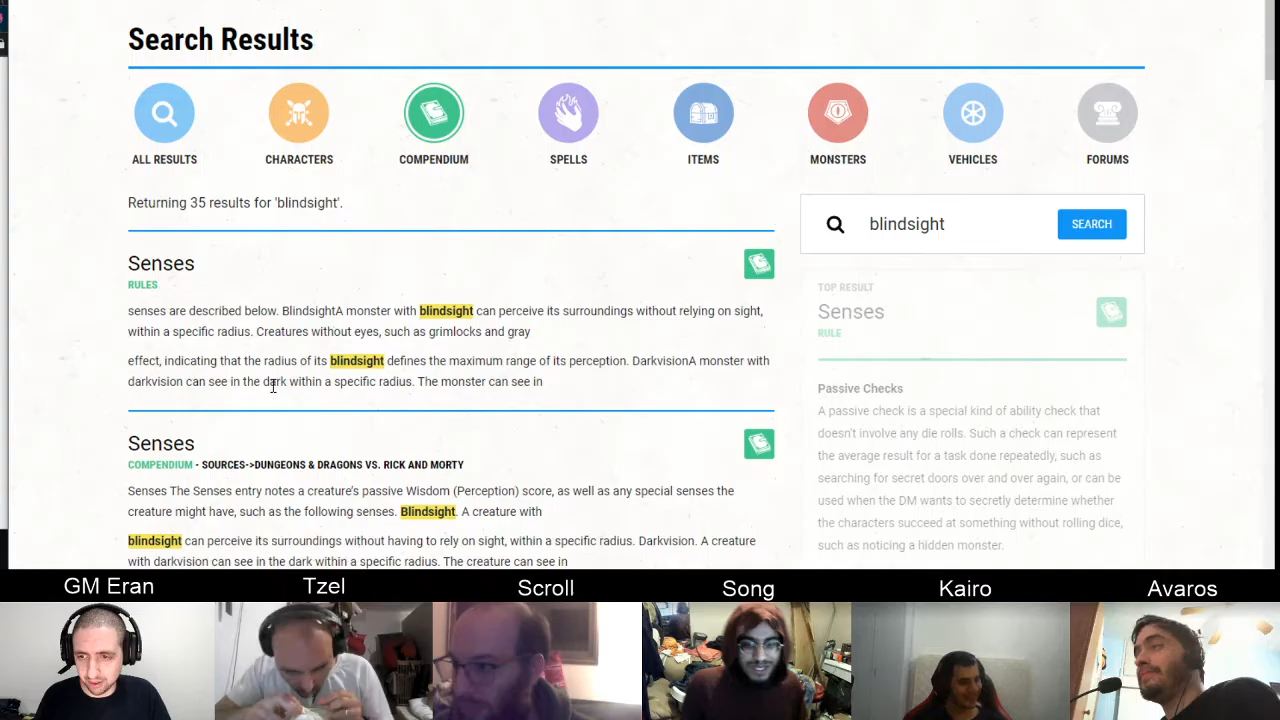 Search Results
ALL RESULTS
CHARACTERS
COMPENDIUM
SPELLS
ITEMS
MONSTERS
VEHICLES
FORUMS
Returning 35 results for 'blindsight'.
blindsight
SEARCH
Senses
RULES
senses are described below. BlindsightA monster with blindsight can perceive its surroundings without relying on sight,
within a specific radius. Creatures without eyes, such as grimlocks and gray
effect, indicating that the radius of its blindsight defines the maximum range of its perception. DarkvisionA monster with
darkvision can see in the dark within a specific radius. The monster can see in
Senses
COMPENDIUM - SOURCES->DUNGEONS & DRAGONS VS. RICK AND MORTY
Senses The Senses entry notes a creature's passive Wisdom (Perception) score, as well as any special senses the
creature might have, such as the following senses. Blindsight. A creature with
blindsight can perceive its surroundings without having to rely on sight, within a specific radius. Darkvision. A creature
with darkvision can see in the dark within a specific radius. The creature can see in
TOP RESULT
Senses
RULE
Passive Checks
A passive check is a special kind of ability check that
doesn't involve any die rolls. Such a check can represent
the average result for a task done repeatedly, such as
searching for secret doors over and over again, or can be
used when the DM wants to secretly determine whether
the characters succeed at something without rolling dice,
such as noticing a hidden monster.
GM Eran
Tzel
Scroll
Song
Kairo
Avaros